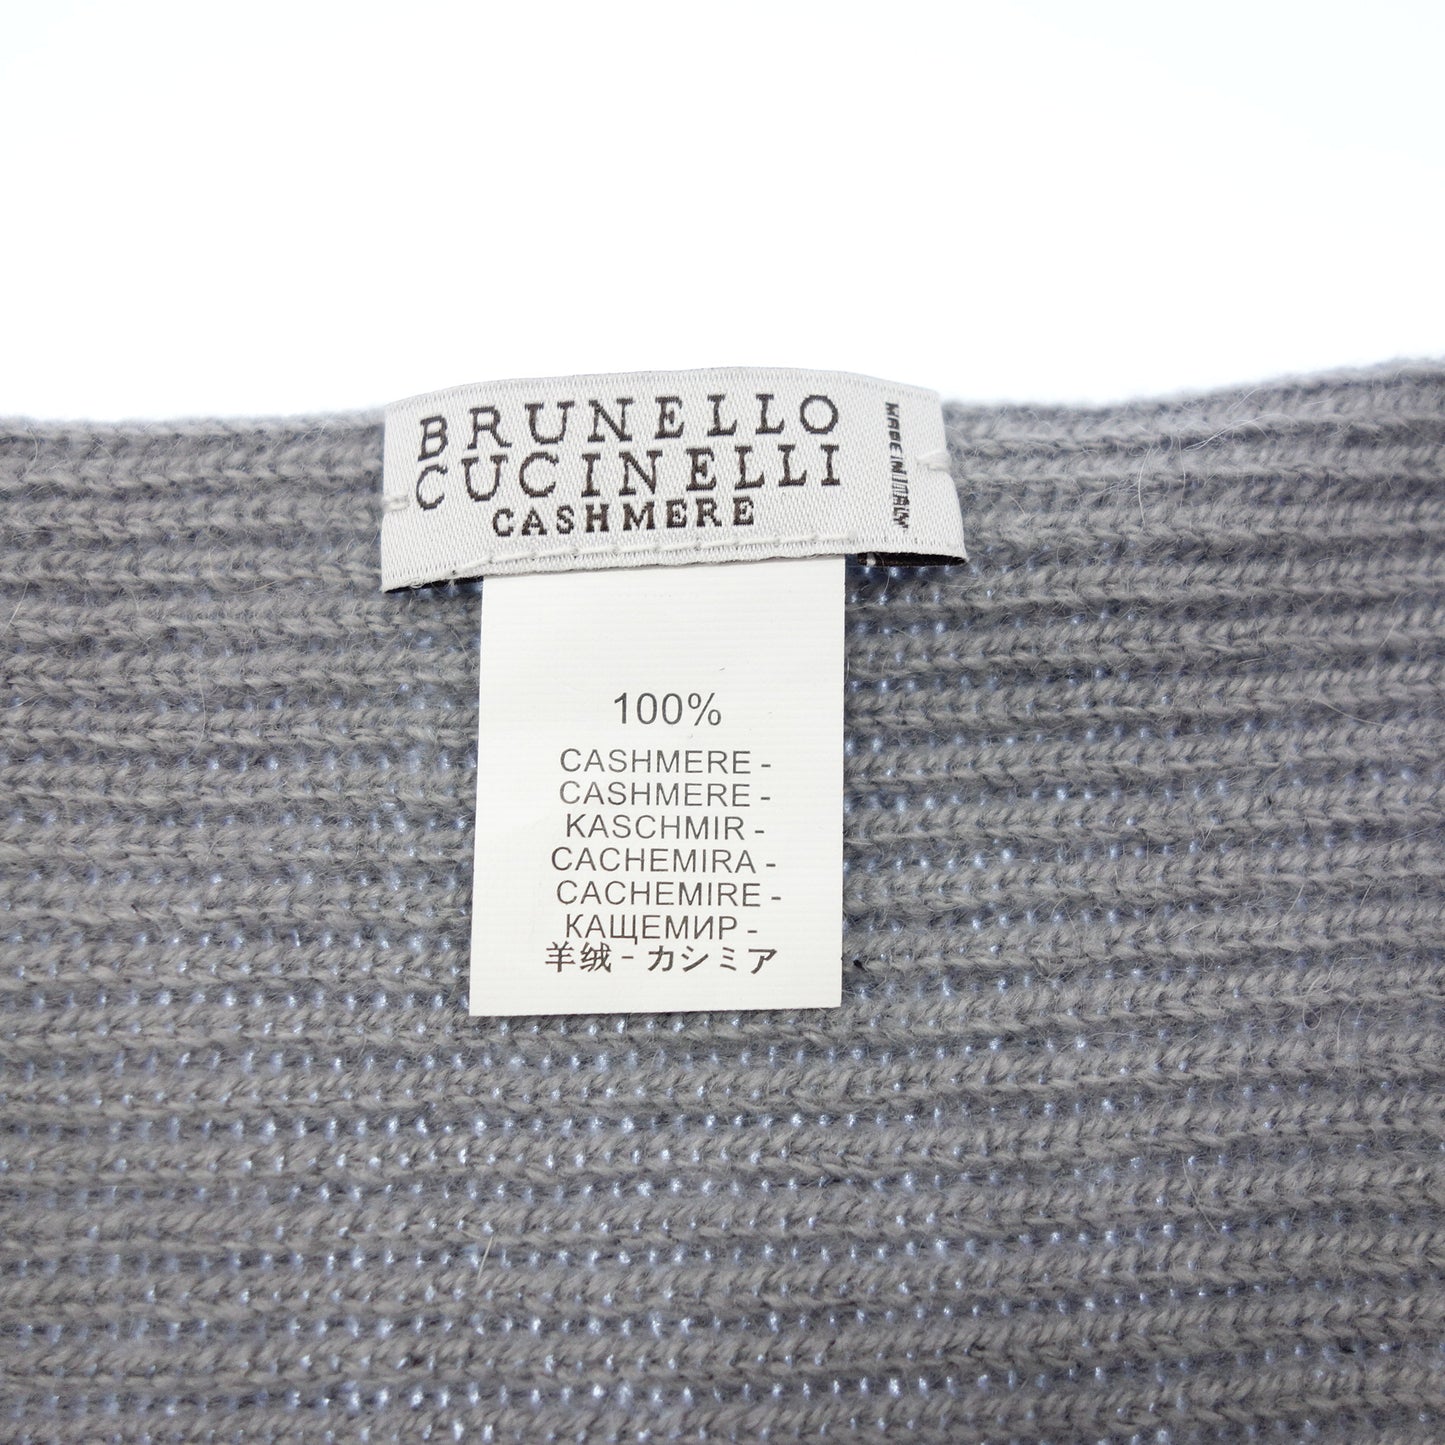 BRUNELLO
CUCINELLI
CASHMERE
MADE IN ITALY
100%
CASHMERE -
CASHMERE -
KASCHMIR -
CACHEMIRA -
CACHEMIRE -
КАЩЕМИР -
羊绒 - カシミア